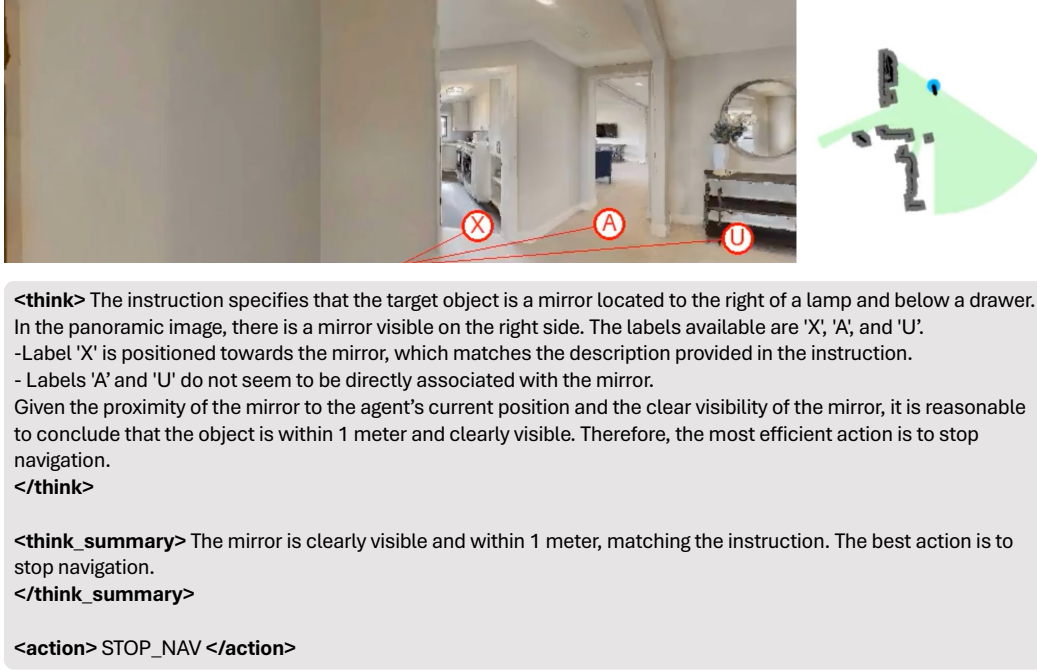 X
A
U
<think> The instruction specifies that the target object is a mirror located to the right of a lamp and below a drawer.
In the panoramic image, there is a mirror visible on the right side. The labels available are 'X', 'A', and 'U’.
-Label 'X' is positioned towards the mirror, which matches the description provided in the instruction.
- Labels 'A’ and 'U' do not seem to be directly associated with the mirror.
Given the proximity of the mirror to the agent’s current position and the clear visibility of the mirror, it is reasonable
to conclude that the object is within 1 meter and clearly visible. Therefore, the most efficient action is to stop
navigation.
</think>
<think_summary> The mirror is clearly visible and within 1 meter, matching the instruction. The best action is to
stop navigation.
</think_summary>
<action> STOP_NAV </action>